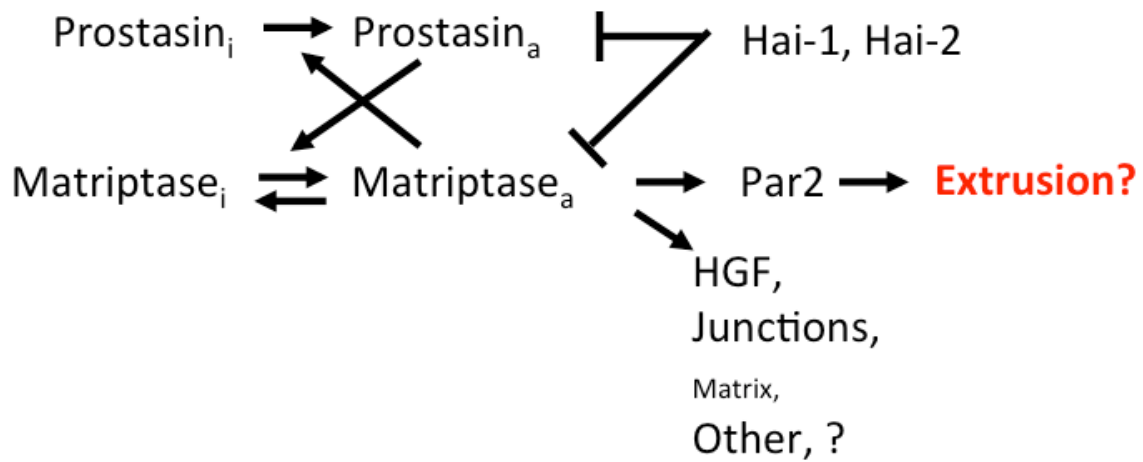 Prostasin_i Prostasin_a Hai-1, Hai-2
Matriptase_i Matriptase_a Par2 Extrusion?
HGF,
Junctions,
Matrix,
Other, ?